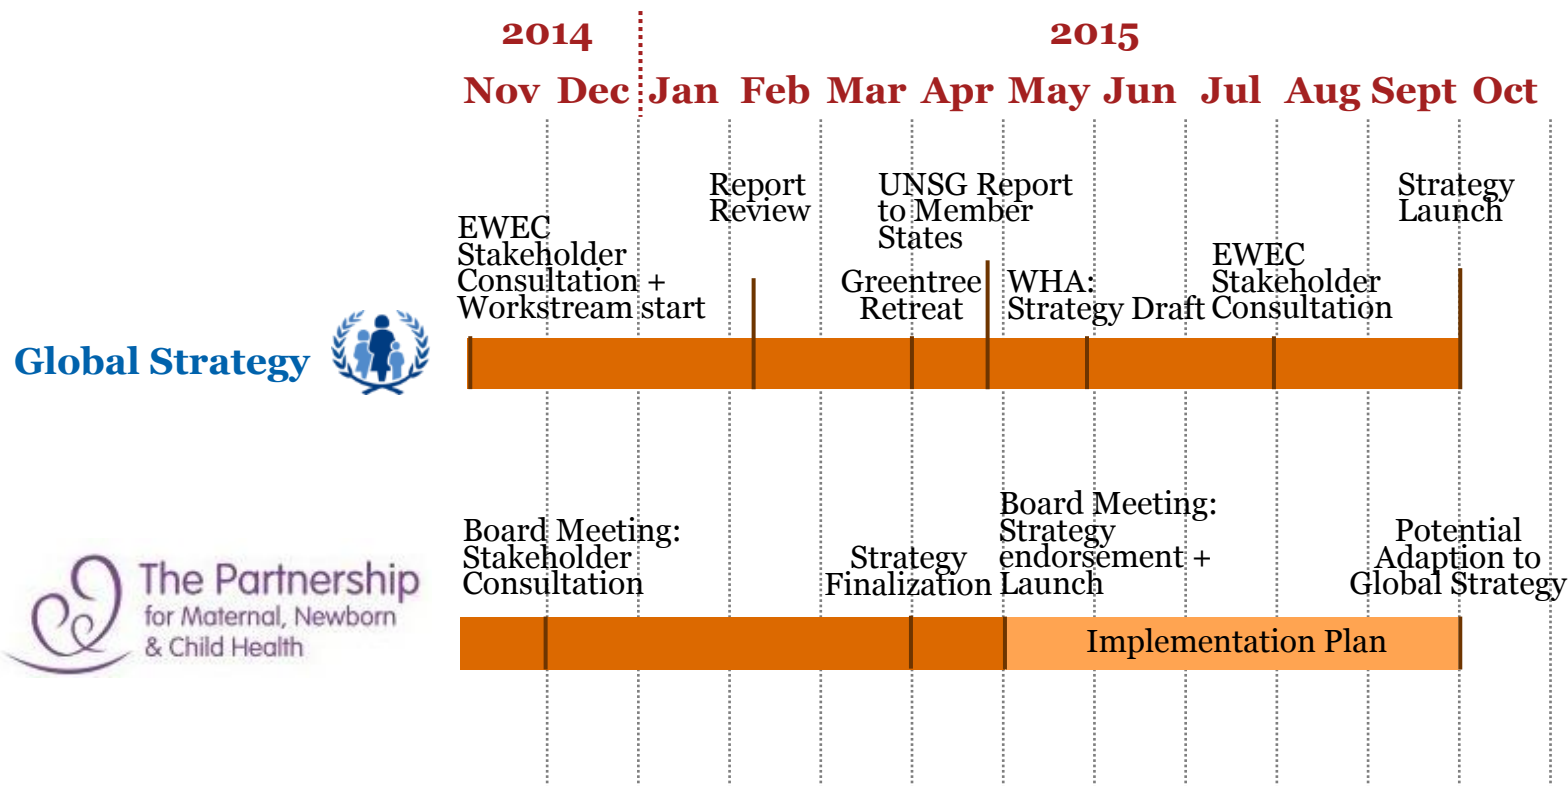 2014
2015
Nov Dec Jan Feb Mar Apr May Jun Jul Aug Sept Oct
EWEC
Stakeholder
Consultation +
Workstream start
Report
Review
UNSG Report
to Member
States
Greentree
Retreat
WHA:
Strategy Draft
EWEC
Stakeholder
Consultation
Strategy
Launch
Global Strategy
Board Meeting:
Stakeholder
Consultation
Strategy
Finalization
Board Meeting:
Strategy
endorsement +
Launch
Potential
Adaption to
Global Strategy
The Partnership
for Maternal, Newborn
& Child Health
Implementation Plan